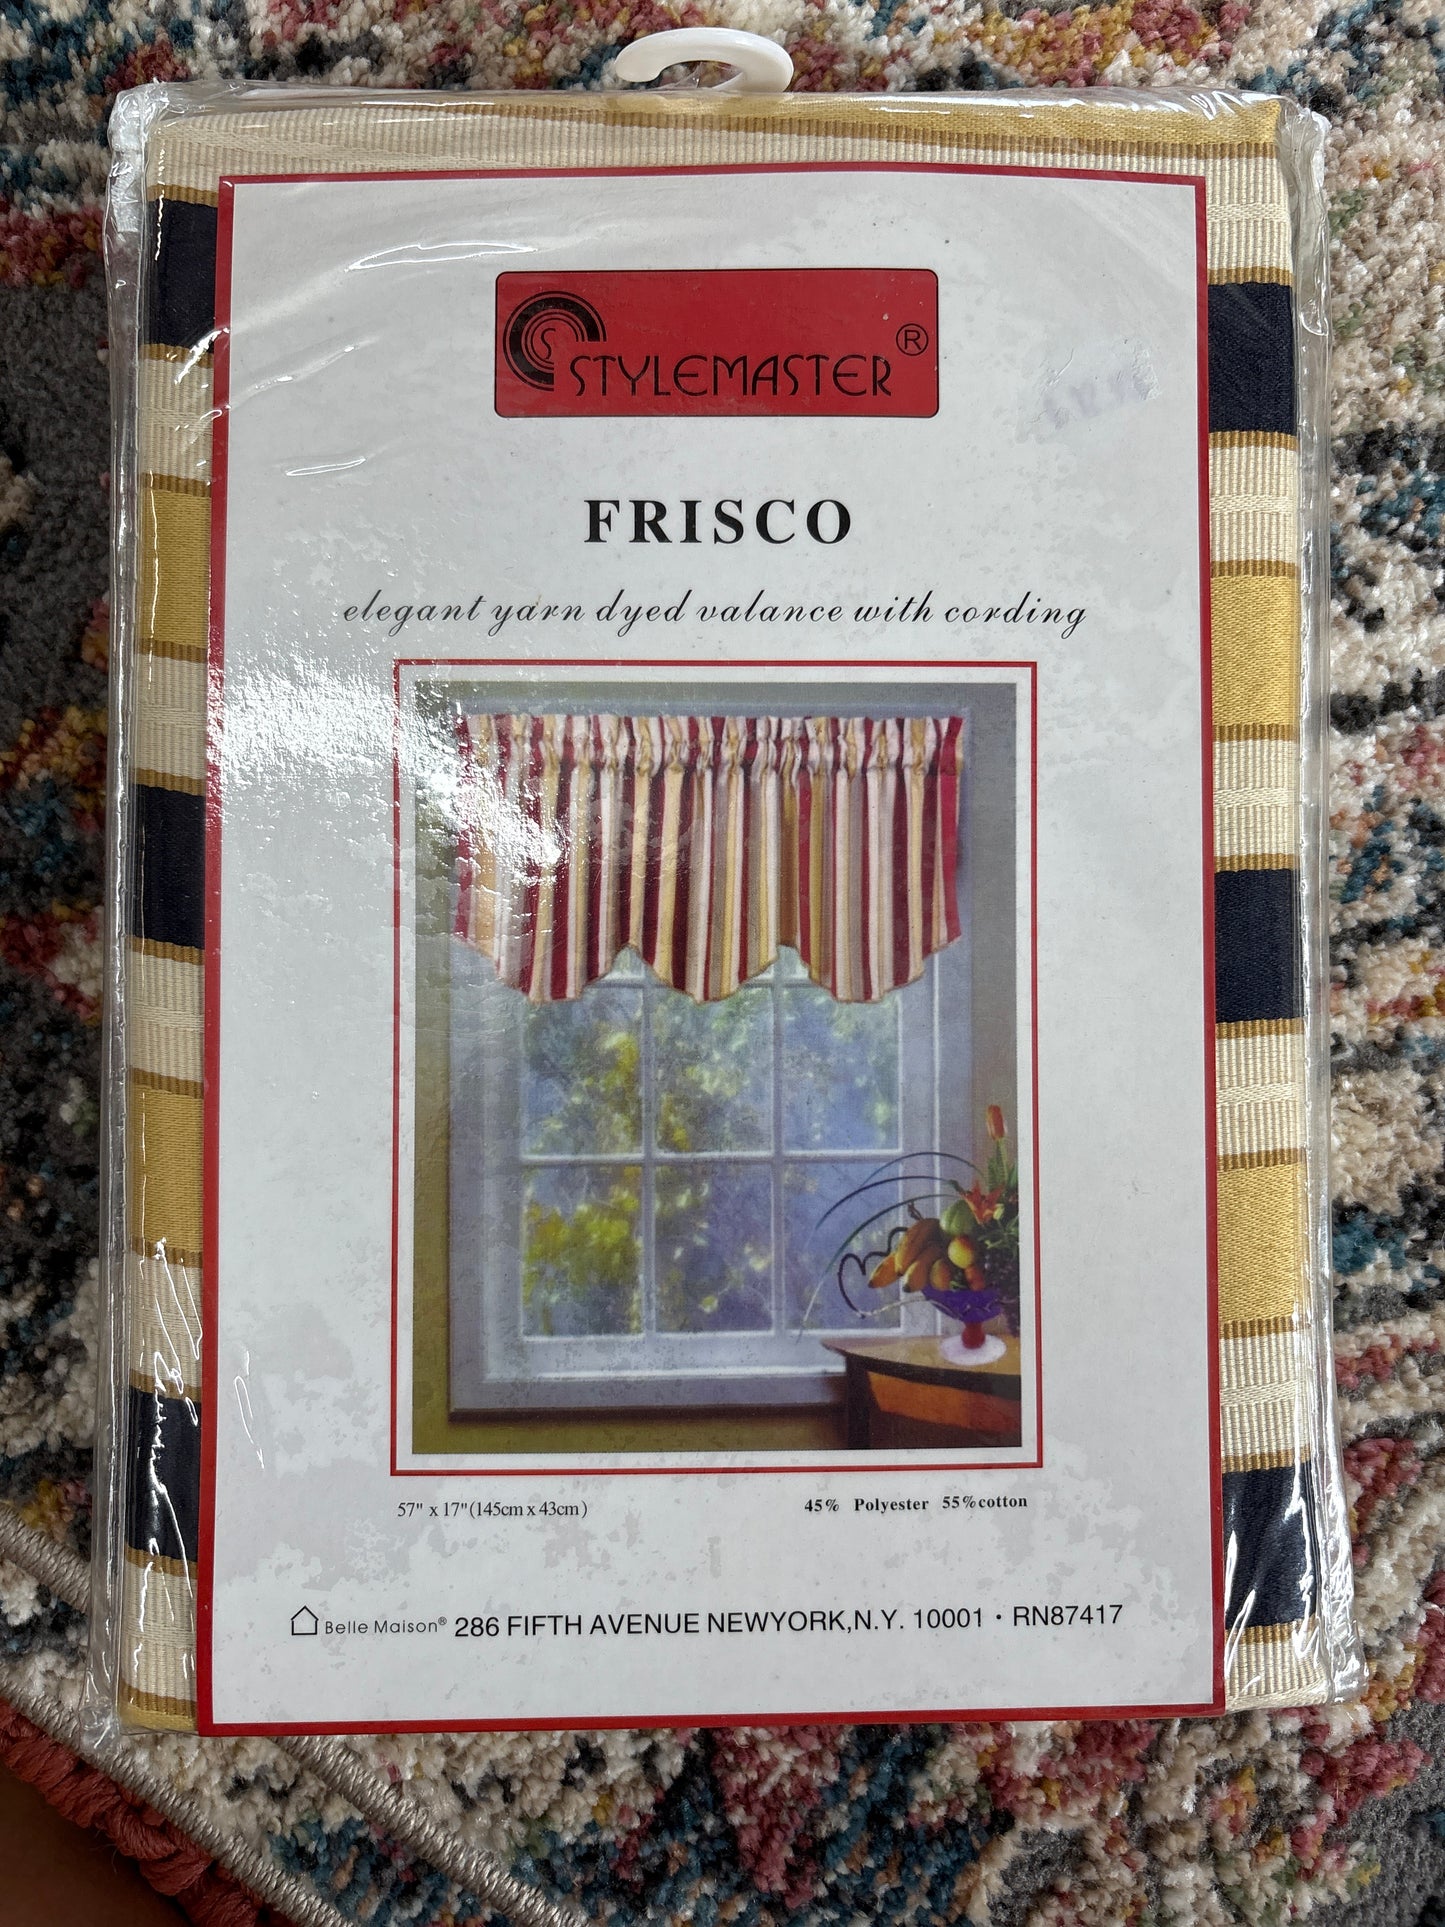 S STYLEMASTER ®
FRISCO
elegant yarn dyed valance with cording
57" x 17" (145cm x 43cm)
45% Polyester 55%cotton
Belle Maison® 286 FIFTH AVENUE NEWYORK,N.Y. 10001 • RN87417